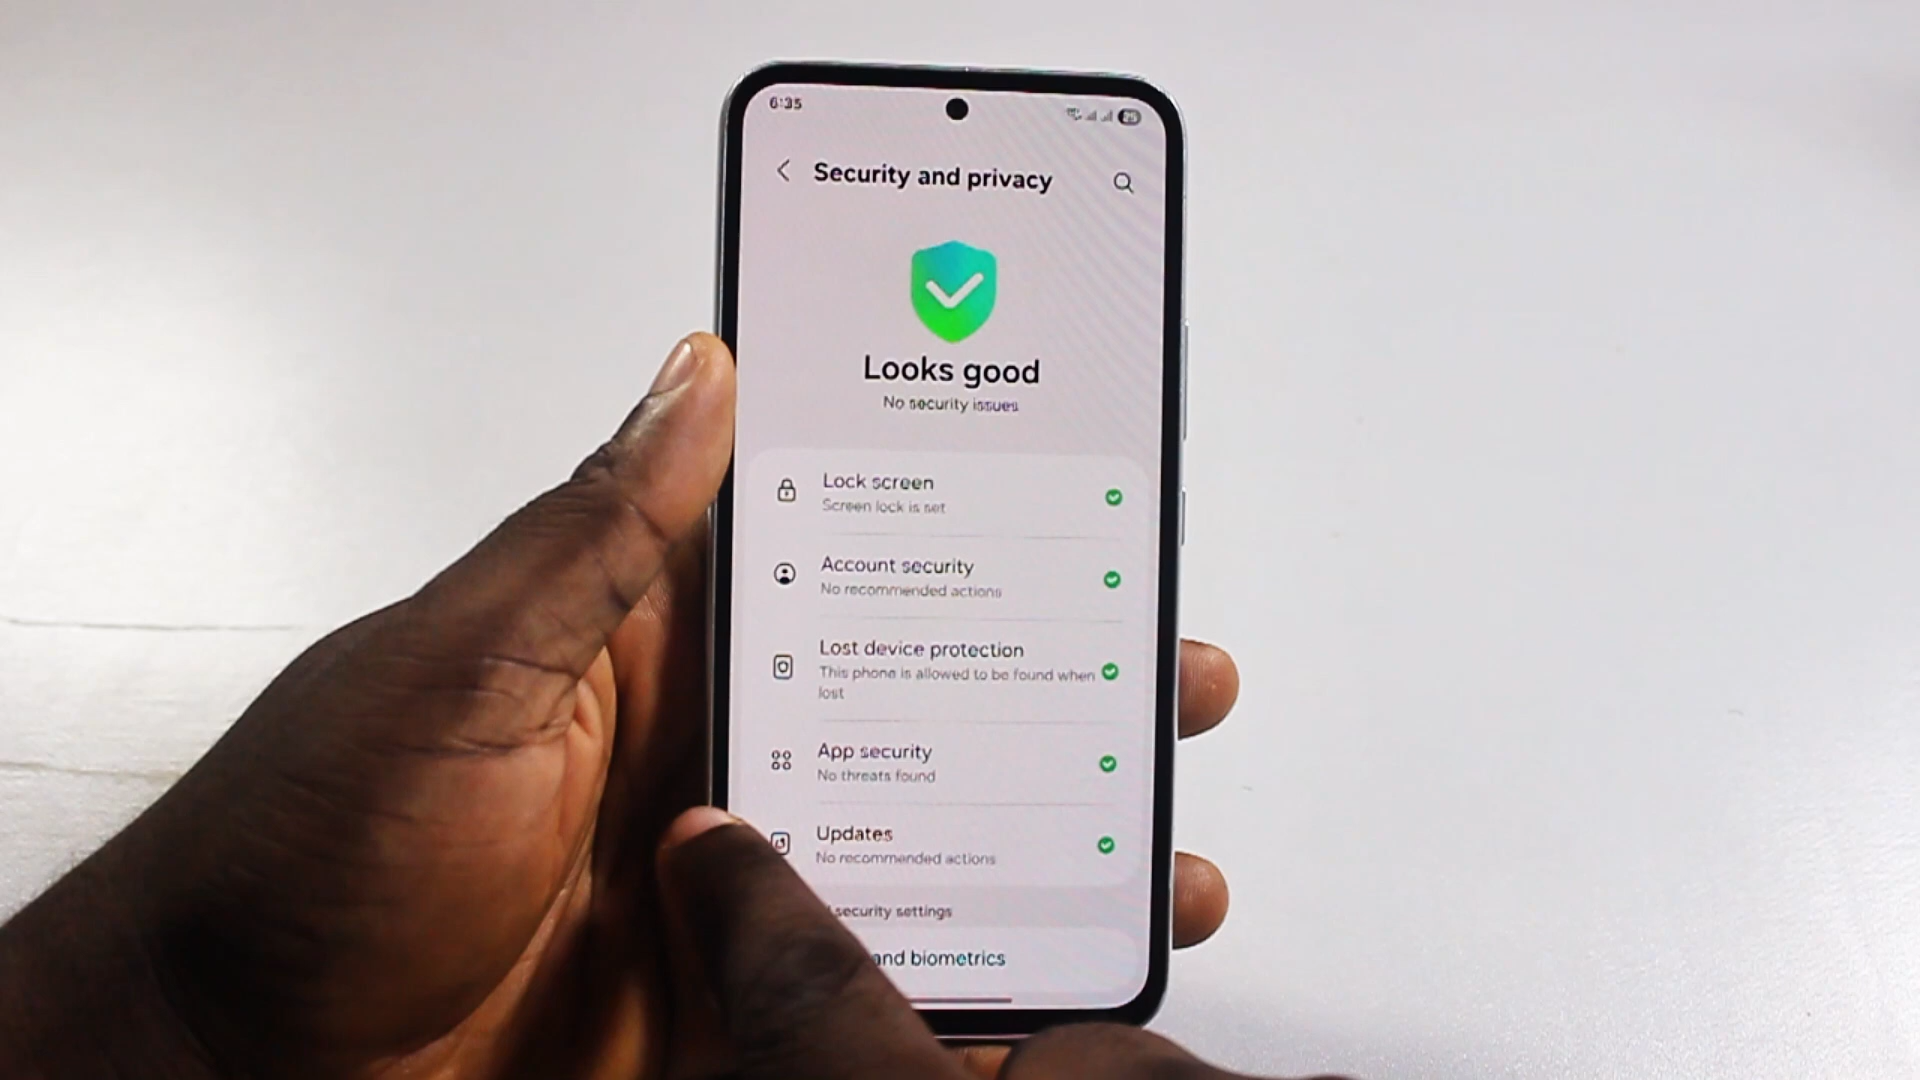 6:35
25
Security and privacy
Looks good
No security issues
Lock screen
Screen lock is set
Account security
No recommended actions
Lost device protection
This phone is allowed to be found when
lost
App security
No threats found
Updates
No recommended actions
security settings
and biometrics